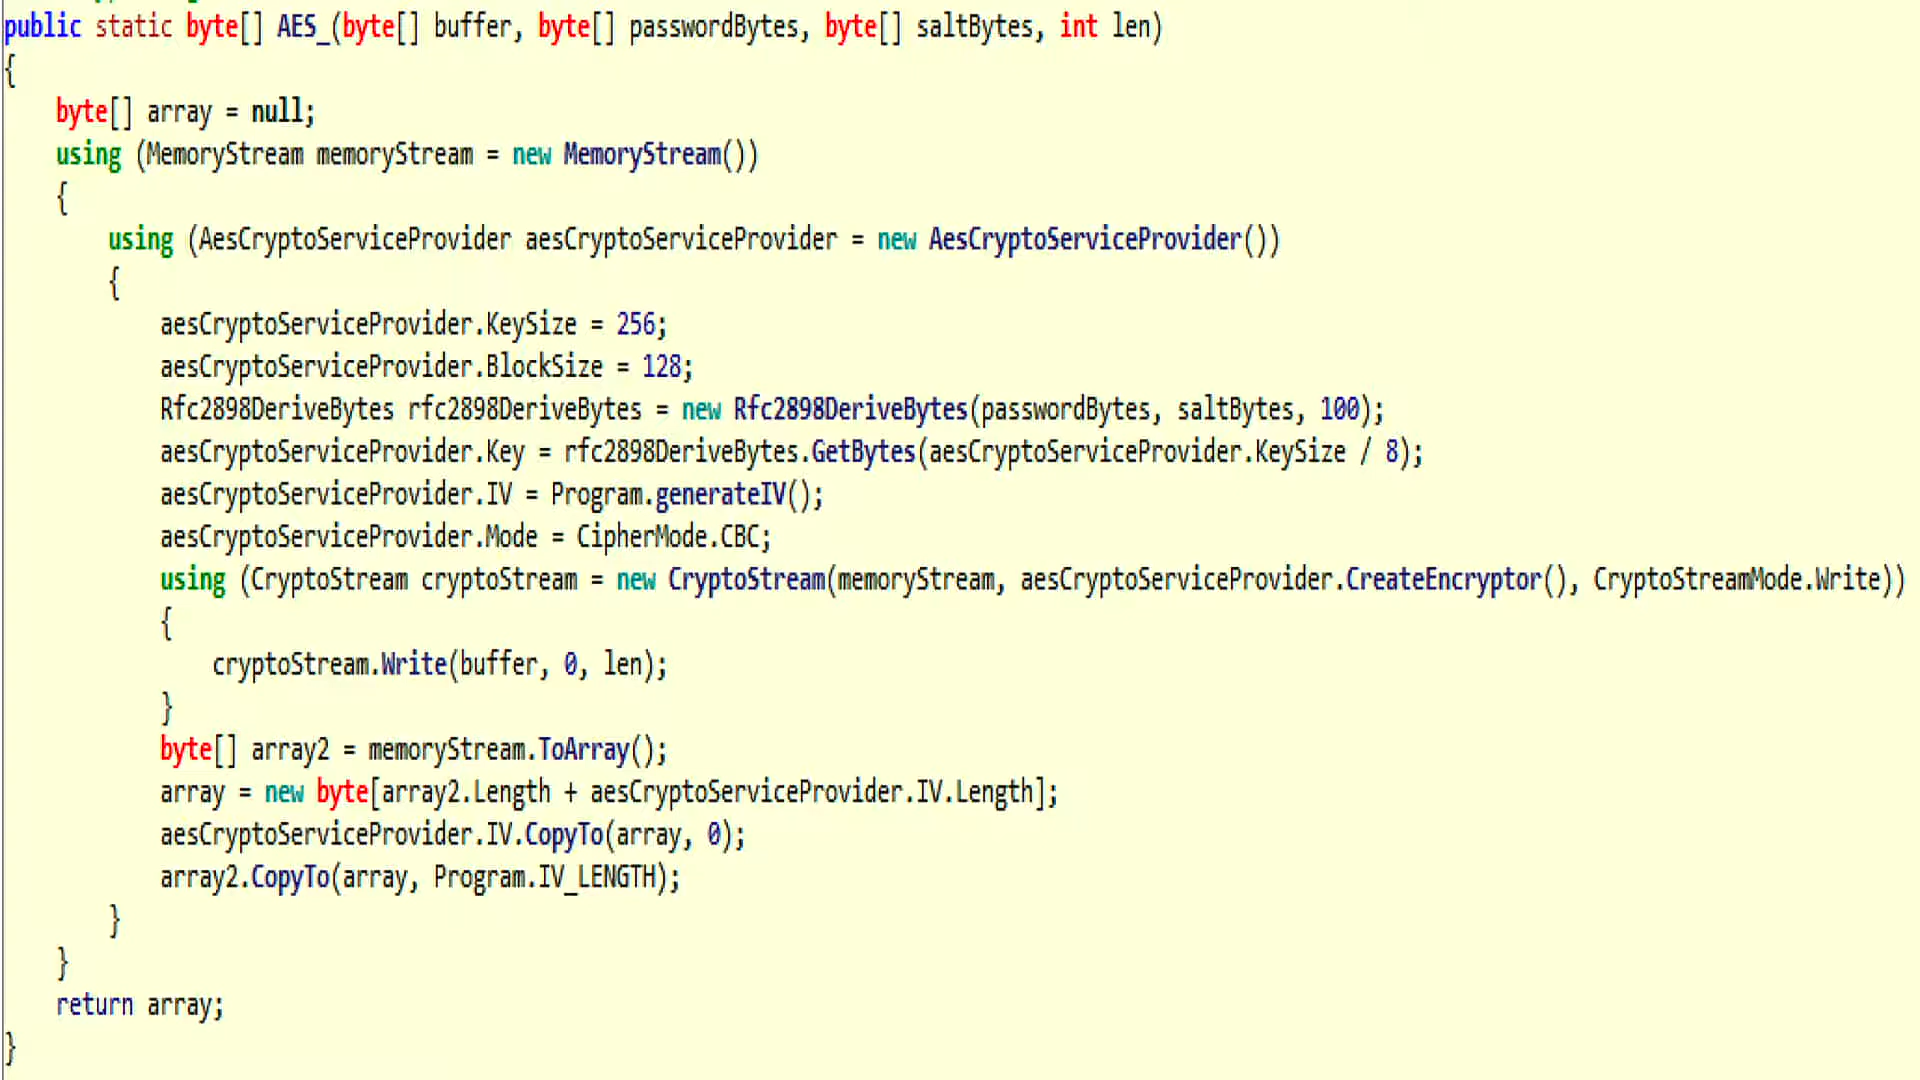 public static byte[] AES_(byte[] buffer, byte[] passwordBytes, byte[] saltBytes, int len)
{
    byte[] array = null;
    using (MemoryStream memoryStream = new MemoryStream())
    {
        using (AesCryptoServiceProvider aesCryptoServiceProvider = new AesCryptoServiceProvider())
        {
            aesCryptoServiceProvider.KeySize = 256;
            aesCryptoServiceProvider.BlockSize = 128;
            Rfc2898DeriveBytes rfc2898DeriveBytes = new Rfc2898DeriveBytes(passwordBytes, saltBytes, 100);
            aesCryptoServiceProvider.Key = rfc2898DeriveBytes.GetBytes(aesCryptoServiceProvider.KeySize / 8);
            aesCryptoServiceProvider.IV = Program.generateIV();
            aesCryptoServiceProvider.Mode = CipherMode.CBC;
            using (CryptoStream cryptoStream = new CryptoStream(memoryStream, aesCryptoServiceProvider.CreateEncryptor(), CryptoStreamMode.Write))
            {
                cryptoStream.Write(buffer, 0, len);
            }
            byte[] array2 = memoryStream.ToArray();
            array = new byte[array2.Length + aesCryptoServiceProvider.IV.Length];
            aesCryptoServiceProvider.IV.CopyTo(array, 0);
            array2.CopyTo(array, Program.IV_LENGTH);
        }
    }
    return array;
}